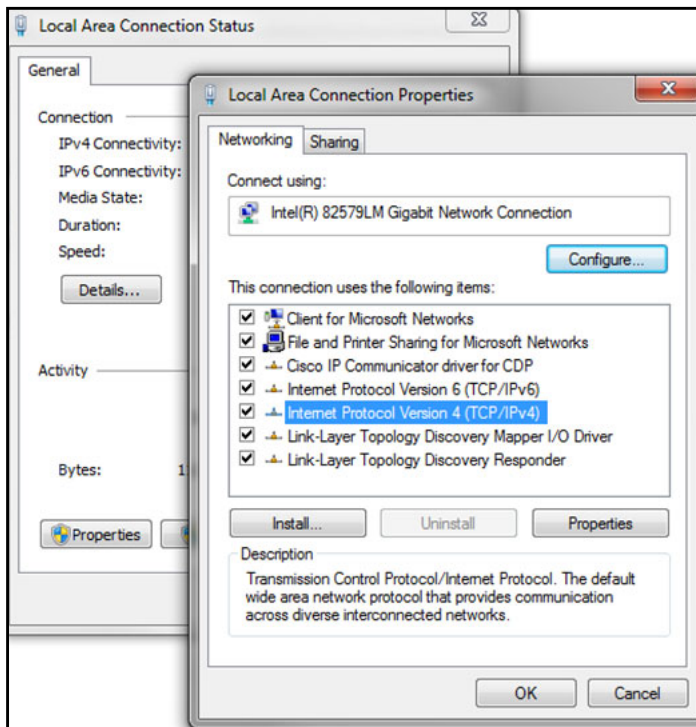 Local Area Connection Status
General
Connection
IPv4 Connectivity:
IPv6 Connectivity:
Media State:
Duration:
Speed:
Details...
Activity
Bytes:
Properties
Local Area Connection Properties
Networking
Sharing
Connect using:
Intel(R) 82579LM Gigabit Network Connection
Configure...
This connection uses the following items:
Client for Microsoft Networks
File and Printer Sharing for Microsoft Networks
Cisco IP Communicator driver for CDP
Internet Protocol Version 6 (TCP/IPv6)
Internet Protocol Version 4 (TCP/IPv4)
Link-Layer Topology Discovery Mapper I/O Driver
Link-Layer Topology Discovery Responder
Install...
Uninstall
Properties
Description
Transmission Control Protocol/Internet Protocol. The default
wide area network protocol that provides communication
across diverse interconnected networks.
OK
Cancel